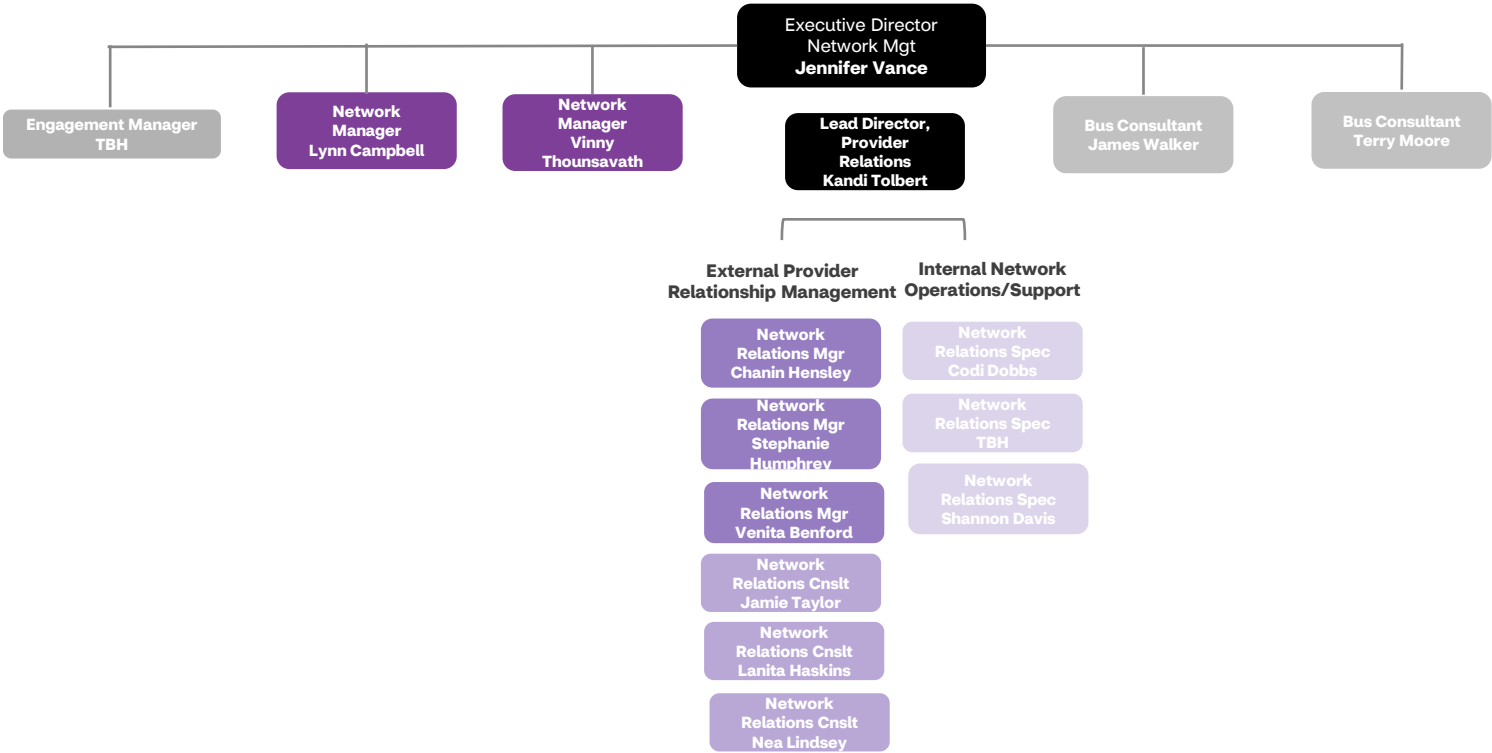 Executive Director
Network Mgt
Jennifer Vance
Engagement Manager
TBH
Network
Manager
Lynn Campbell
Network
Manager
Vinny
Thounsavath
Lead Director,
Provider
Relations
Kandi Tolbert
Bus Consultant
James Walker
Bus Consultant
Terry Moore
External Provider
Relationship Management
Network
Relations Mgr
Chanin Hensley
Network
Relations Mgr
Stephanie
Humphrey
Network
Relations Mgr
Venita Benford
Network
Relations Cnslt
Jamie Taylor
Network
Relations Cnslt
Lanita Haskins
Network
Relations Cnslt
Nea Lindsey
Internal Network
Operations/Support
Network
Relations Spec
Codi Dobbs
Network
Relations Spec
TBH
Network
Relations Spec
Shannon Davis